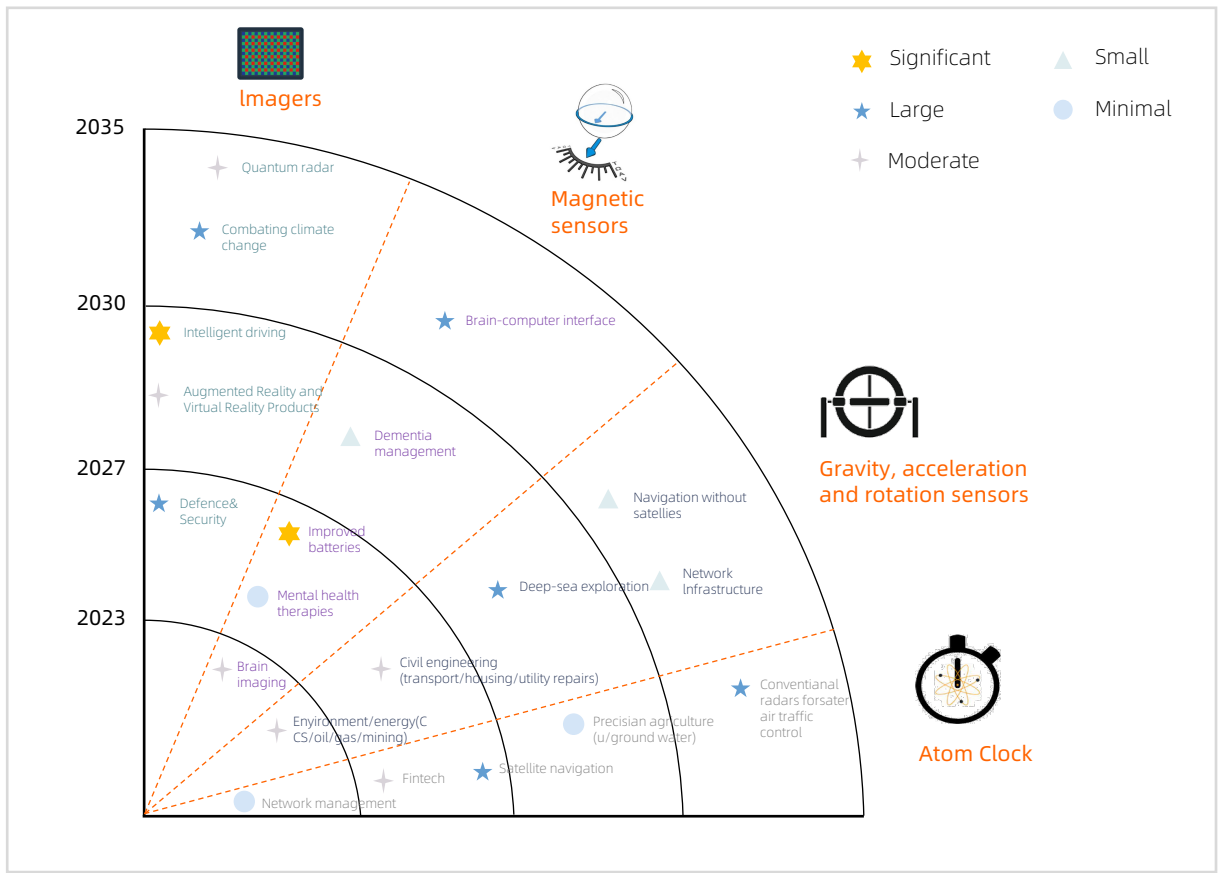 Imagers
Significant
Small
Large
Minimal
Moderate
Magnetic
sensors
2035
Quantum radar
Combating climate
change
2030
Intelligent driving
Brain-computer interface
Augmented Reality and
Virtual Reality Products
Dementia
management
2027
Defence&
Security
Improved
batteries
Gravity, acceleration
and rotation sensors
Navigation without
satellies
Network
Infrastructure
Deep-sea exploration
Mental health
therapies
2023
Brain
imaging
Civil engineering
(transport/housing/utility repairs)
Environment/energy(C
CS/oil/gas/mining)
Conventianal
radars forsater
air traffic
control
Precisian agriculture
(u/ground water)
Atom Clock
Satellite navigation
Fintech
Network management